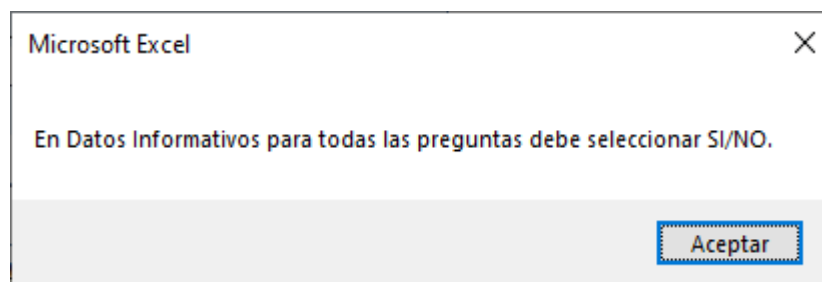 Microsoft Excel
En Datos Informativos para todas las preguntas debe seleccionar SI/NO.
Aceptar